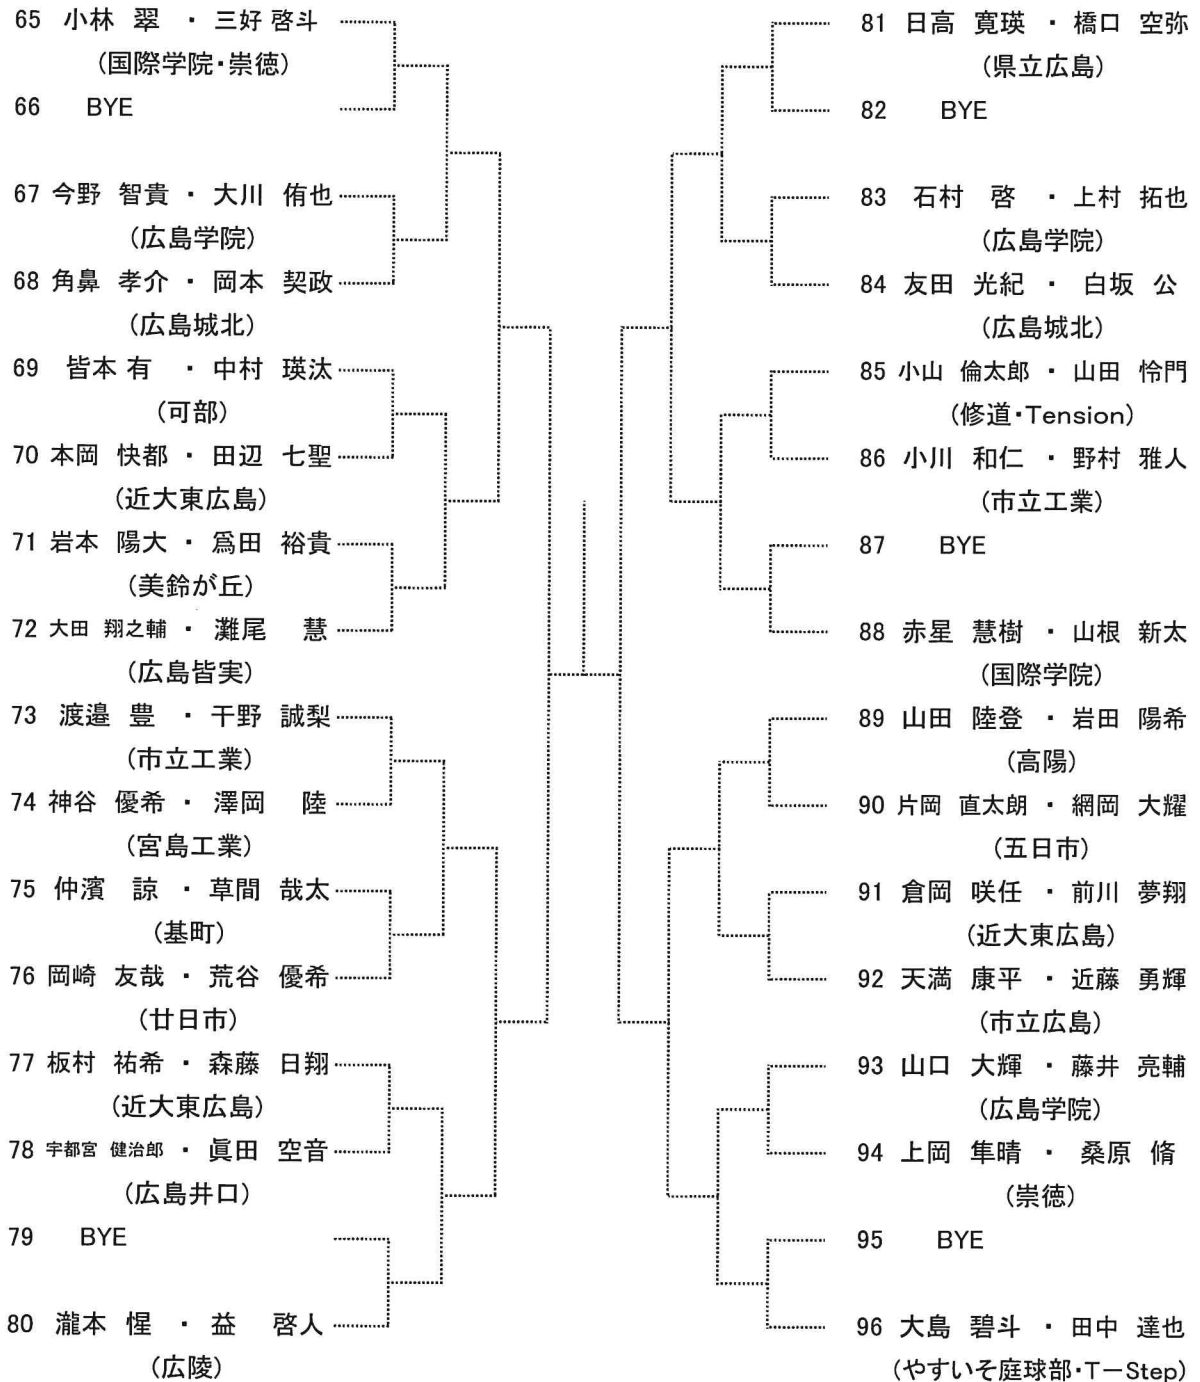 65 小林 翠 ・ 三好 啓斗
(国際学院・崇徳)
66 BYE
67 今野 智貴 ・ 大川 侑也
(広島学院)
68 角鼻 孝介 ・ 岡本 契政
(広島城北)
69 皆本 有 ・ 中村 瑛汰
(可部)
70 本岡 快都 ・ 田辺 七聖
(近大東広島)
71 岩本 陽大 ・ 爲田 裕貴
(美鈴が丘)
72 大田 翔之輔 ・ 灘尾 慧
(広島皆実)
73 渡邉 豊 ・ 干野 誠梨
(市立工業)
74 神谷 優希 ・ 澤岡 陸
(宮島工業)
75 仲濱 諒 ・ 草間 哉太
(基町)
76 岡崎 友哉 ・ 荒谷 優希
(廿日市)
77 板村 祐希 ・ 森藤 日翔
(近大東広島)
78 宇都宮 健治郎 ・ 眞田 空音
(広島井口)
79 BYE
80 瀧本 惺 ・ 益 啓人
(広陵)
81 日高 寛瑛 ・ 橋口 空弥
(県立広島)
82 BYE
83 石村 啓 ・ 上村 拓也
(広島学院)
84 友田 光紀 ・ 白坂 公
(広島城北)
85 小山 倫太郎 ・ 山田 怜門
(修道・Tension)
86 小川 和仁 ・ 野村 雅人
(市立工業)
87 BYE
88 赤星 慧樹 ・ 山根 新太
(国際学院)
89 山田 陸登 ・ 岩田 陽希
(高陽)
90 片岡 直太朗 ・ 網岡 大耀
(五日市)
91 倉岡 咲任 ・ 前川 夢翔
(近大東広島)
92 天満 康平 ・ 近藤 勇輝
(市立広島)
93 山口 大輝 ・ 藤井 亮輔
(広島学院)
94 上岡 隼晴 ・ 桑原 脩
(崇徳)
95 BYE
96 大島 碧斗 ・ 田中 達也
(やすいそ庭球部・T－Step)